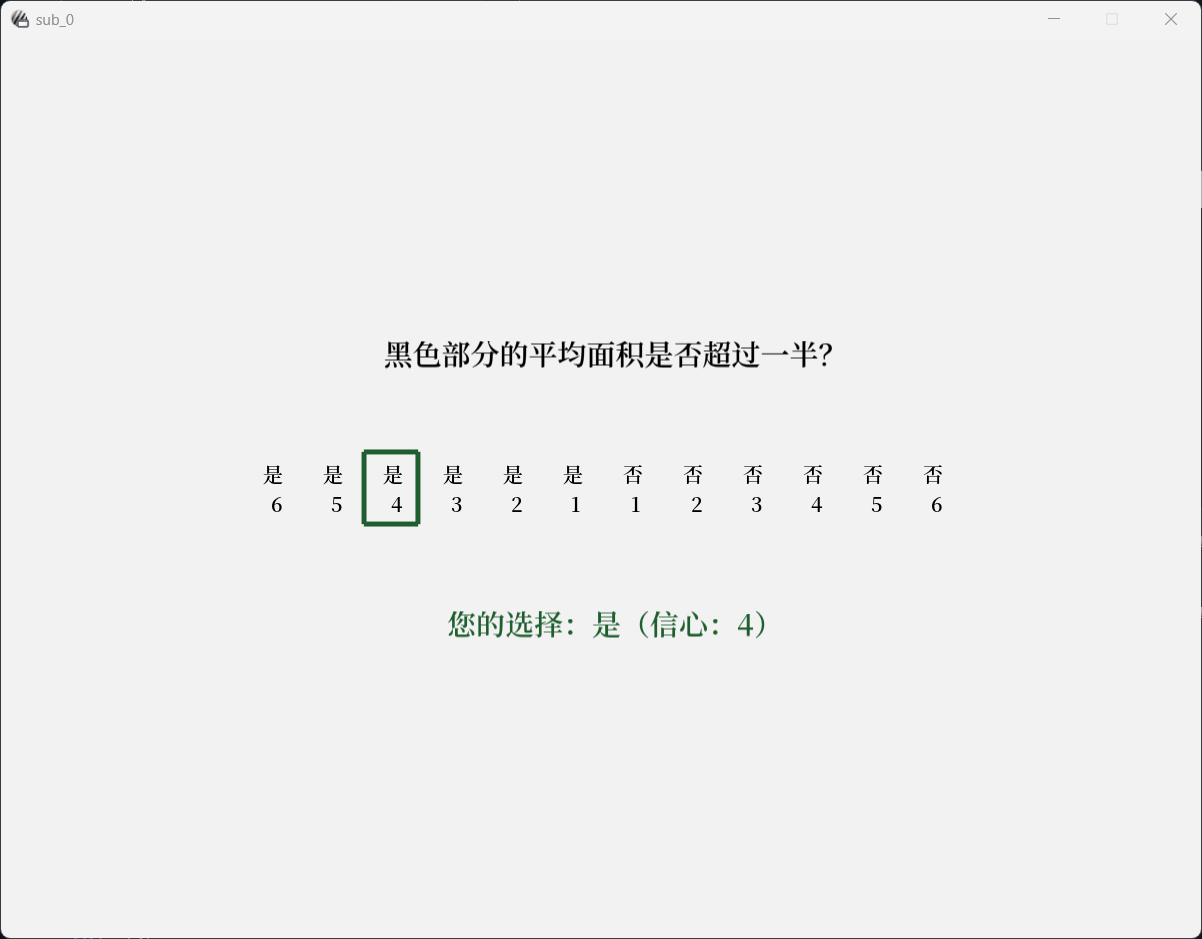 sub_0
黑色部分的平均面积是否超过一半?
是 是 是 是 是 是 否 否 否 否 否 否
6 5 4 3 2 1 1 2 3 4 5 6
您的选择：是（信心：4）